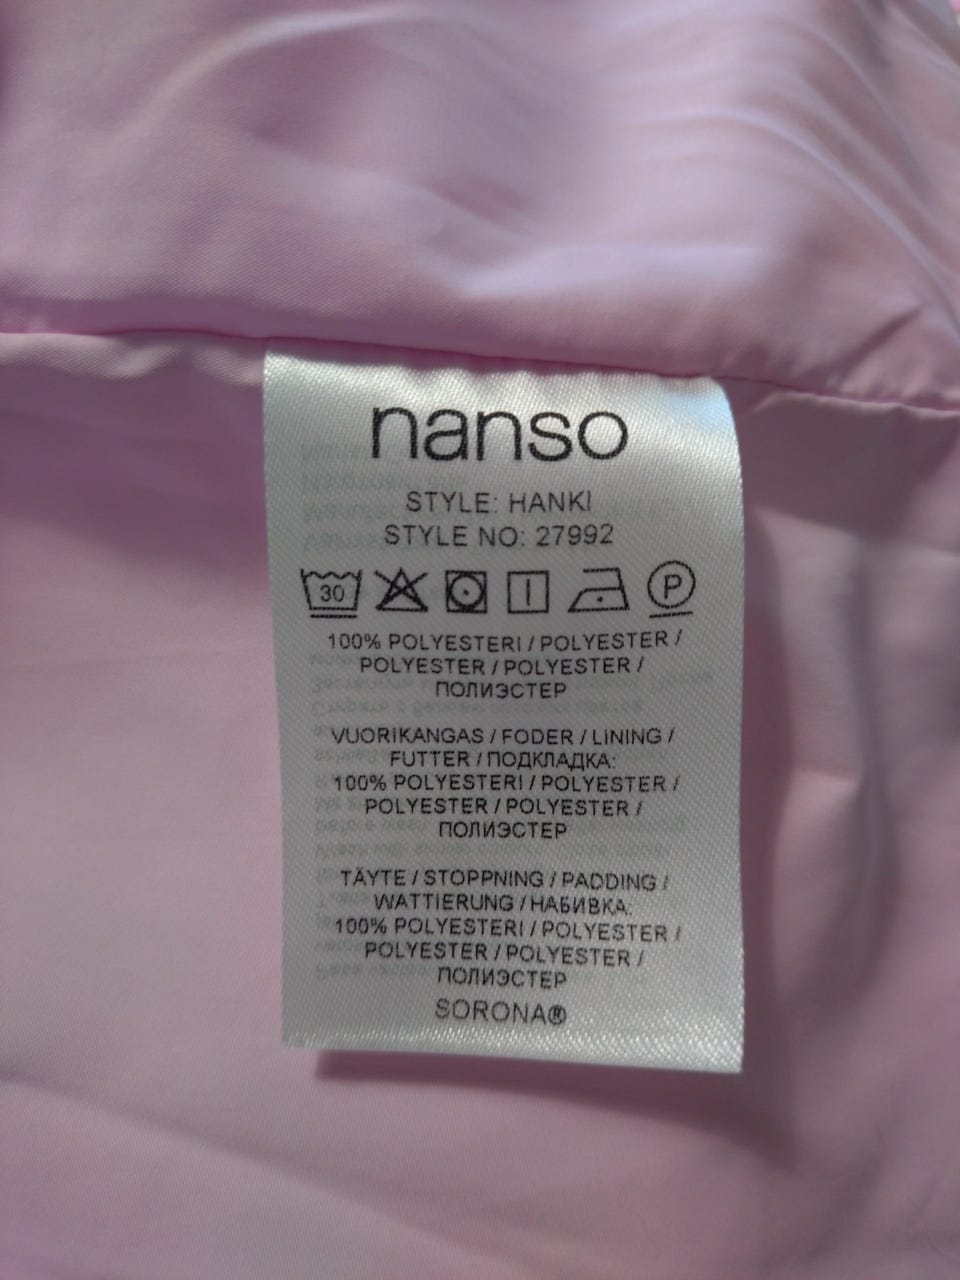 nanso
STYLE: HANKI
STYLE NO: 27992
30 P
100% POLYESTERI / POLYESTER /
POLYESTER / POLYESTER /
ПОЛИЭСТЕР
VUORIKANGAS / FODER / LINING /
FUTTER / ПОДКЛАДКА:
100% POLYESTERI / POLYESTER /
POLYESTER / POLYESTER /
ПОЛИЭСТЕР
TÄYTE / STOPPNING / PADDING /
WATTIERUNG / НАБИВКА:
100% POLYESTERI / POLYESTER /
POLYESTER / POLYESTER /
ПОЛИЭСТЕР
SORONA®